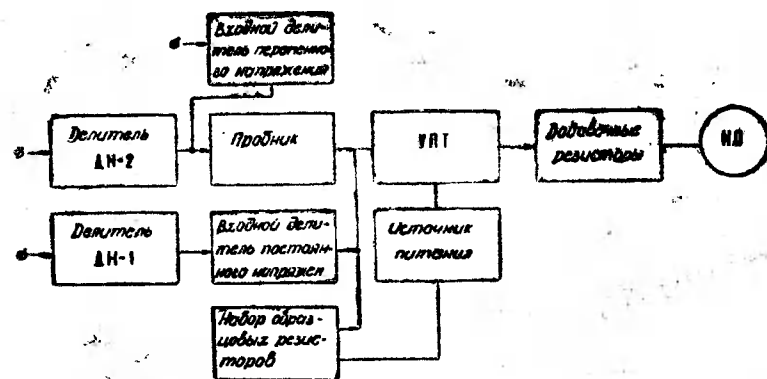 Входной дели-
тель переменно-
го напряжения
Делитель
ДН-2
Пробник
УПТ
Добавочные
резисторы
ИП
Делитель
ДН-1
Входной дели-
тель постоян-
ного напряжен
Источник
питания
Набор образ-
цовых резис-
торов